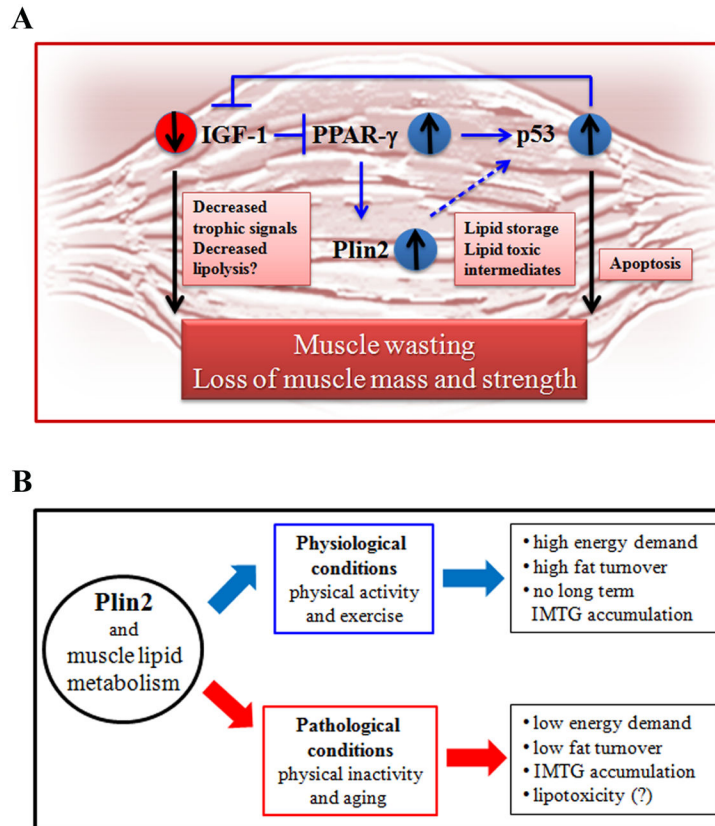 A
IGF-1
PPAR-γ
p53
Decreased
trophic signals
Decreased
lipolysis?
Plin2
Lipid storage
Lipid toxic
intermediates
Apoptosis
Muscle wasting
Loss of muscle mass and strength
B
Plin2
and
muscle lipid
metabolism
Physiological
conditions
physical activity
and exercise
• high energy demand
• high fat turnover
• no long term
IMTG accumulation
Pathological
conditions
physical inactivity
and aging
• low energy demand
• low fat turnover
• IMTG accumulation
• lipotoxicity (?)